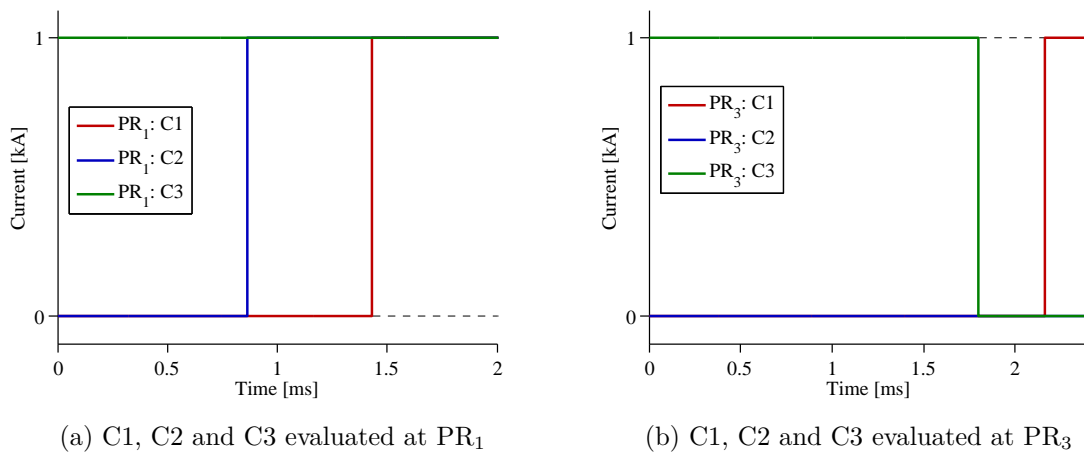 1
0
Current [kA]
PR1: C1
PR1: C2
PR1: C3
0 0.5 1 1.5 2
Time [ms]
(a) C1, C2 and C3 evaluated at PR1
1
0
Current [kA]
PR3: C1
PR3: C2
PR3: C3
0 0.5 1 1.5 2
Time [ms]
(b) C1, C2 and C3 evaluated at PR3